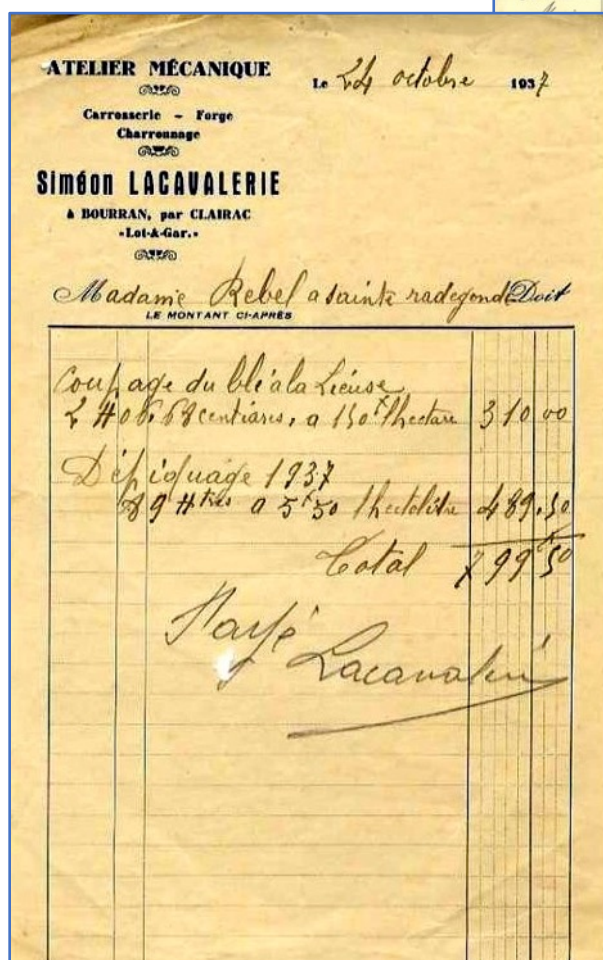 ATELIER MÉCANIQUE
Le 24 octobre 1937
Carrosserie – Forge
Charronnage
Siméon LACAVALERIE
à BOURRAN, par CLAIRAC
«Lot-&-Gar.»
Madame Rebel a sainte radegonde Doit
LE MONTANT CI-APRÈS
Coupage du blé a la Lieuse
2 H 06, 68 centiares, a 150f l'hectare 310,00
Dépiquage 1937
89 Htres a 5f50 l'hectolitre 489,50
Total 799f50
Payé
Lacavalerie